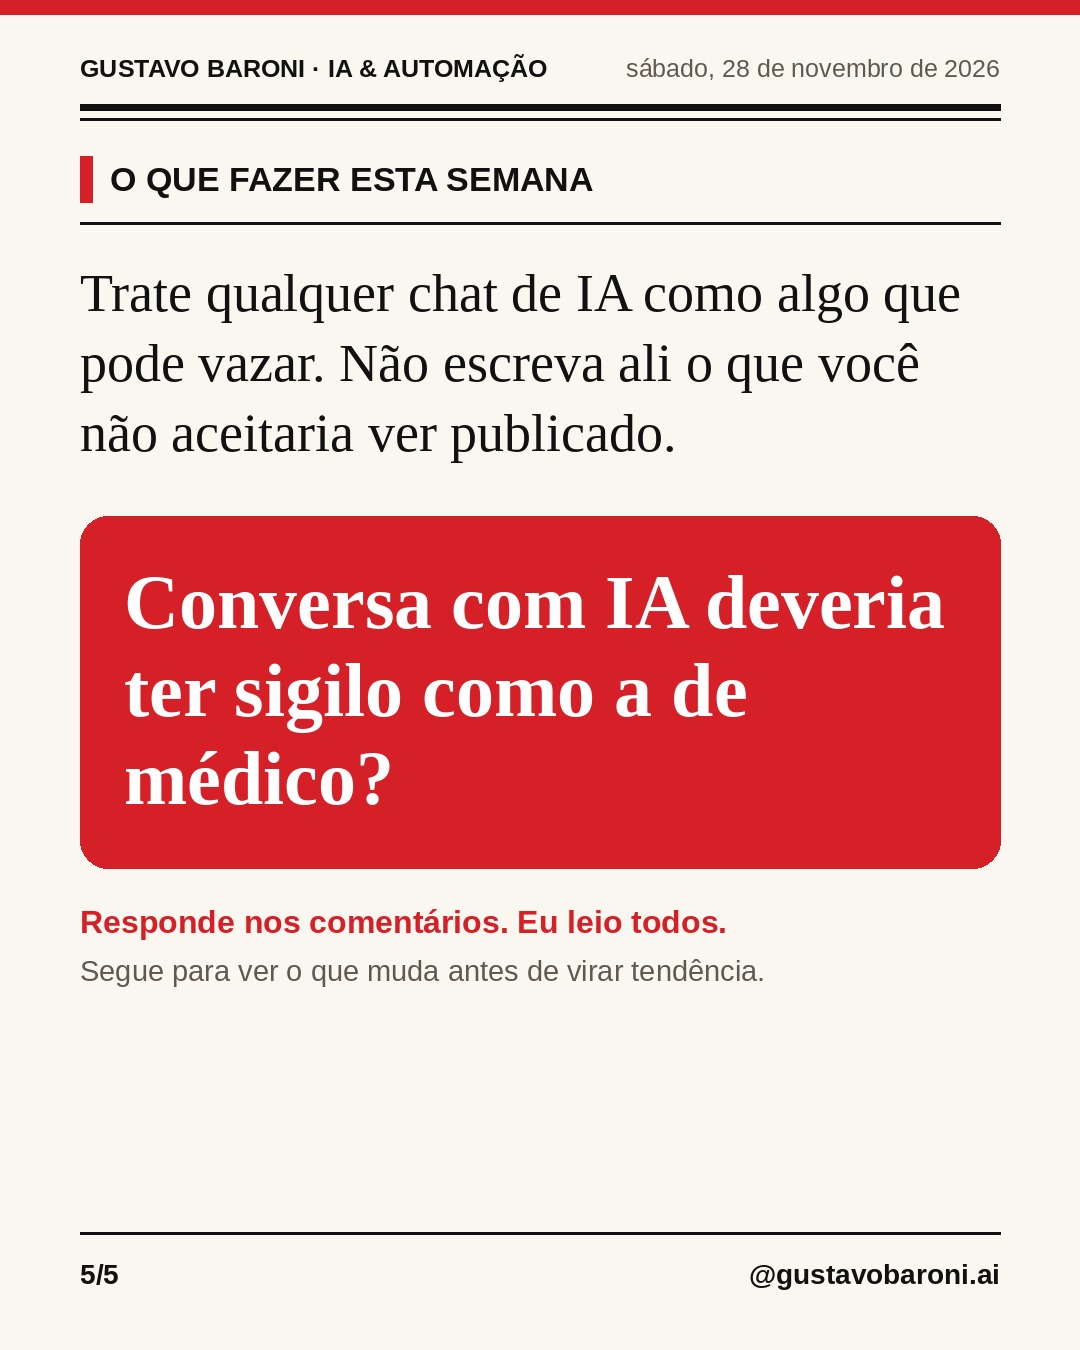 GUSTAVO BARONI · IA & AUTOMAÇÃO
sábado, 28 de novembro de 2026
O QUE FAZER ESTA SEMANA
Trate qualquer chat de IA como algo que
pode vazar. Não escreva ali o que você
não aceitaria ver publicado.
Conversa com IA deveria
ter sigilo como a de
médico?
Responde nos comentários. Eu leio todos.
Segue para ver o que muda antes de virar tendência.
5/5
@gustavobaroni.ai